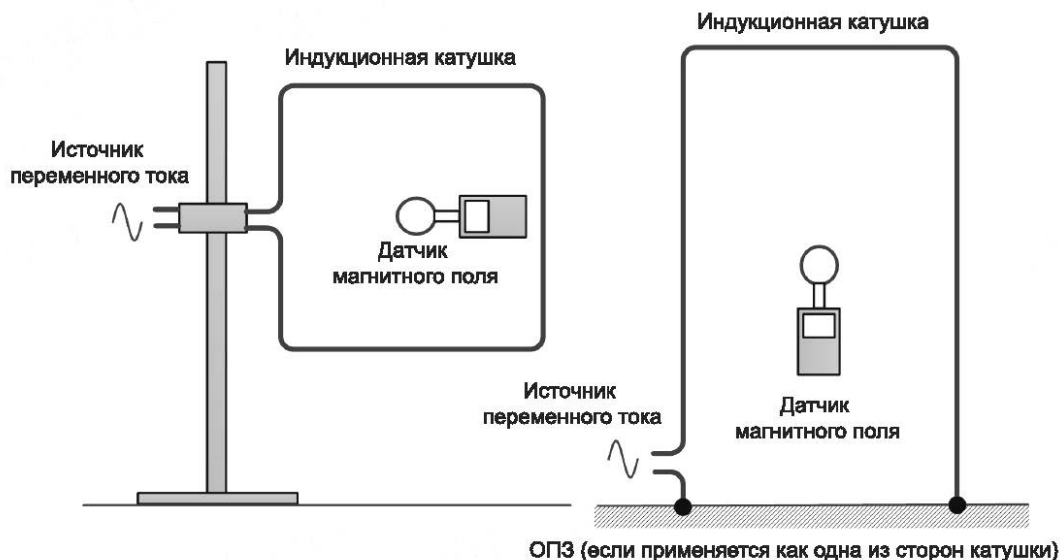 Индукционная катушка
Источник
переменного тока
Датчик
магнитного поля
Индукционная катушка
Источник
переменного тока
Датчик
магнитного поля
ОПЗ (если применяется как одна из сторон катушки)